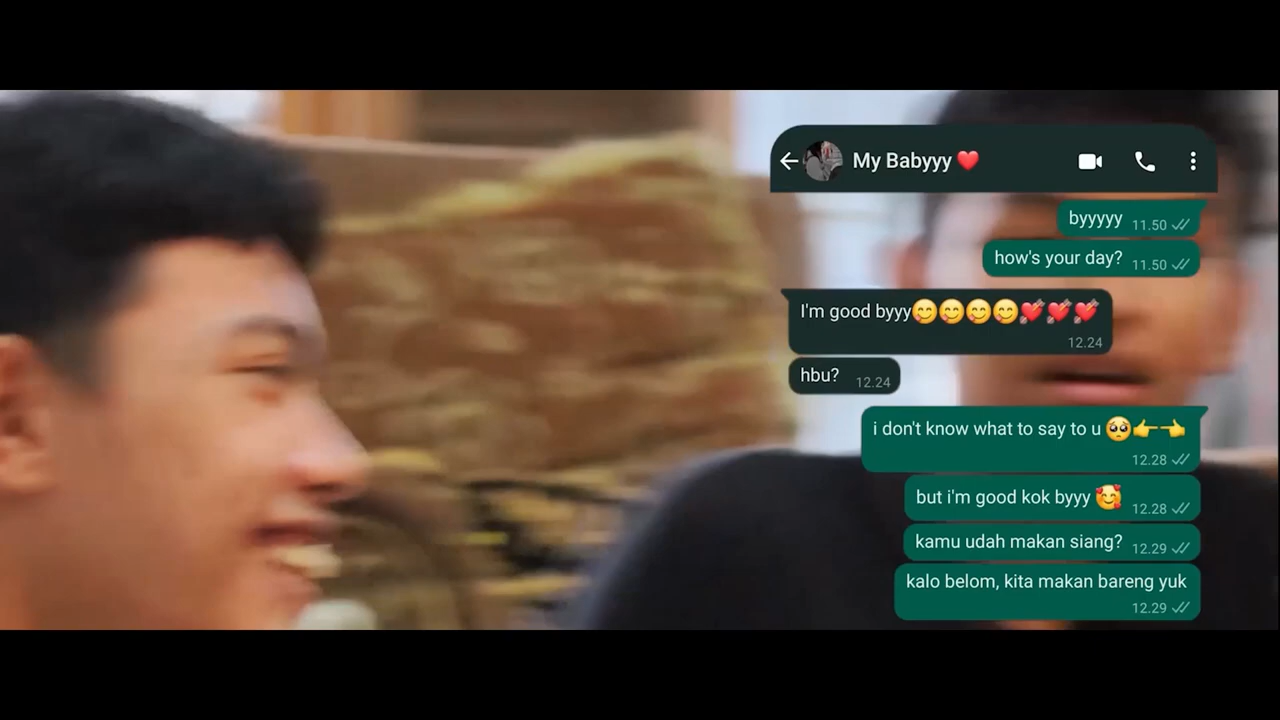 My Babyyy ❤️
byyyyy 11.50
how's your day? 11.50
I'm good byyy😋😋😋😋💘💘💘
12.24
hbu? 12.24
i don't know what to say to u 🥺👉👈
12.28
but i'm good kok byyy 🥰 12.28
kamu udah makan siang? 12.29
kalo belom, kita makan bareng yuk
12.29